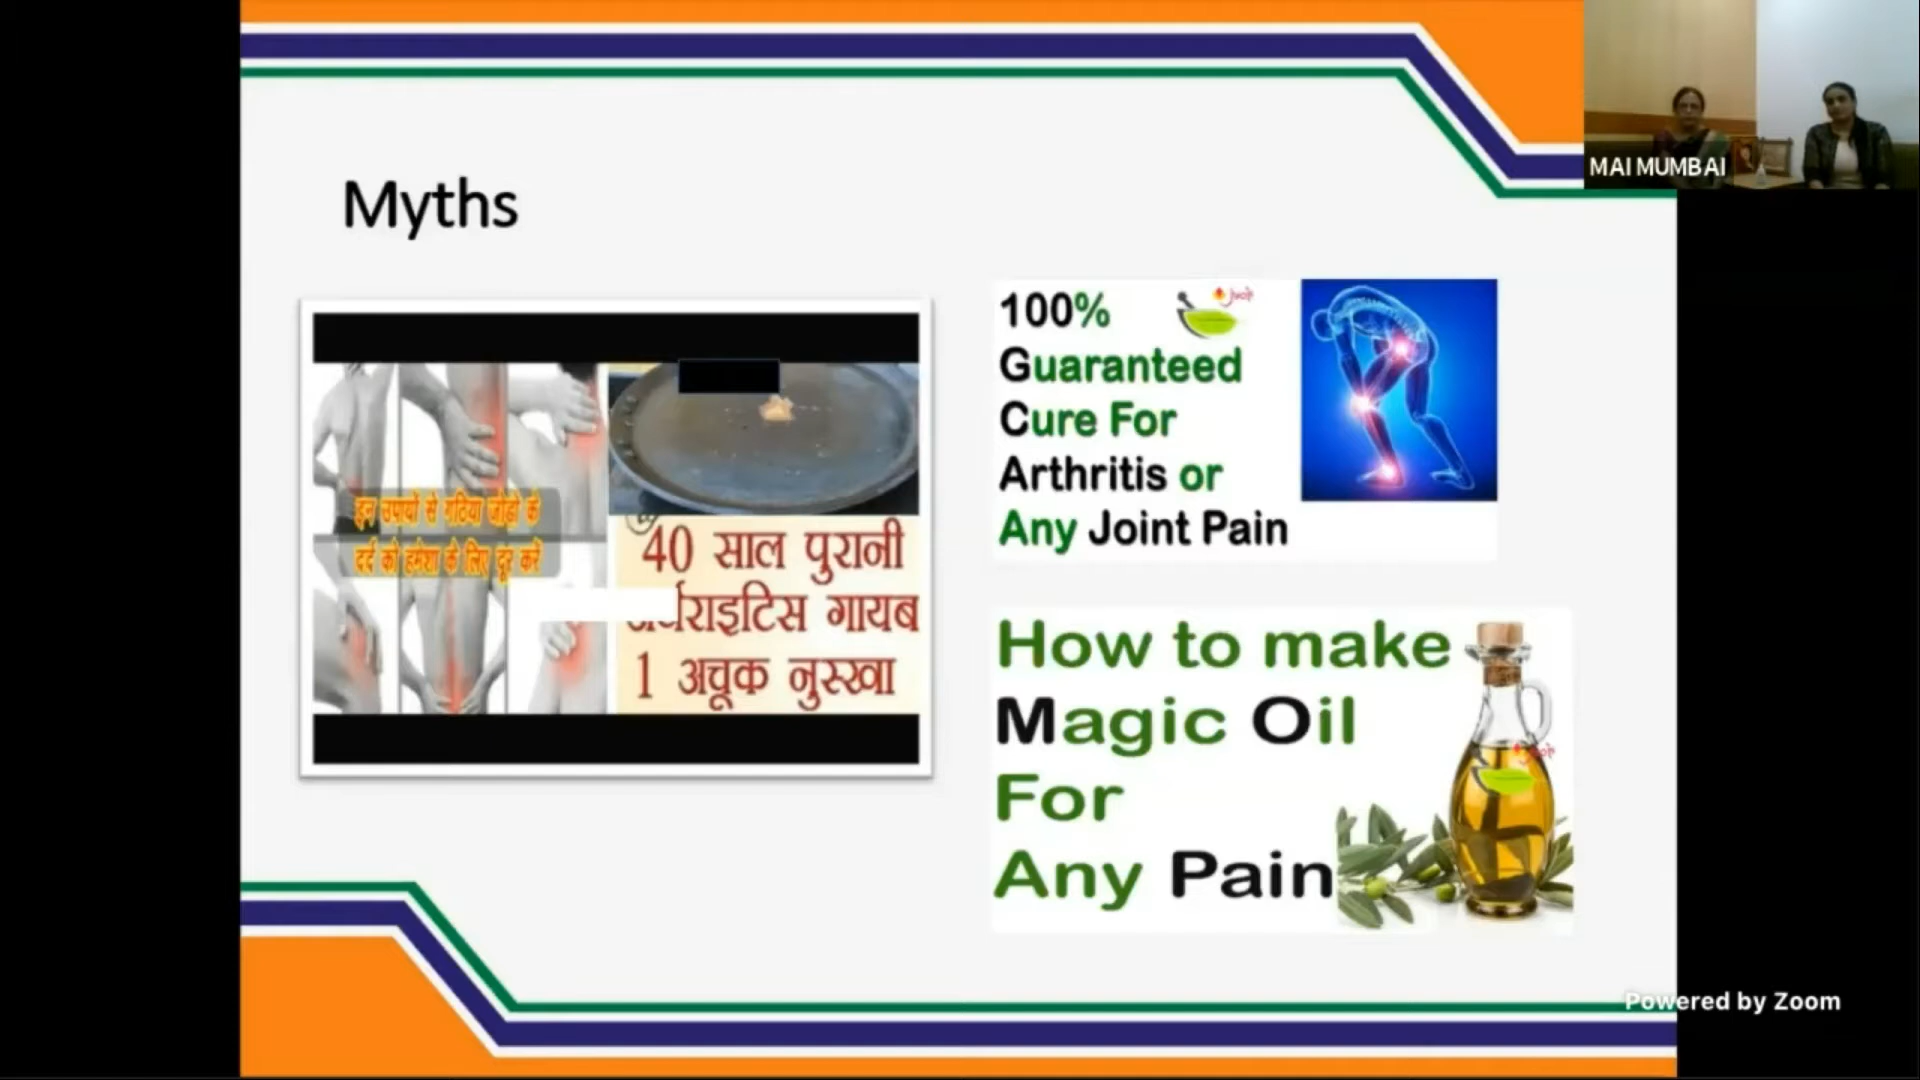 MAI MUMBAI
Myths
इन उपायों से गठिया जोड़ो के
दर्द को हमेशा के लिए दूर करें
40 साल पुरानी
र्थराइटिस गायब
1 अचूक नुस्खा
100%
Guaranteed
Cure For
Arthritis or
Any Joint Pain
How to make
Magic Oil
For
Any Pain
Powered by Zoom